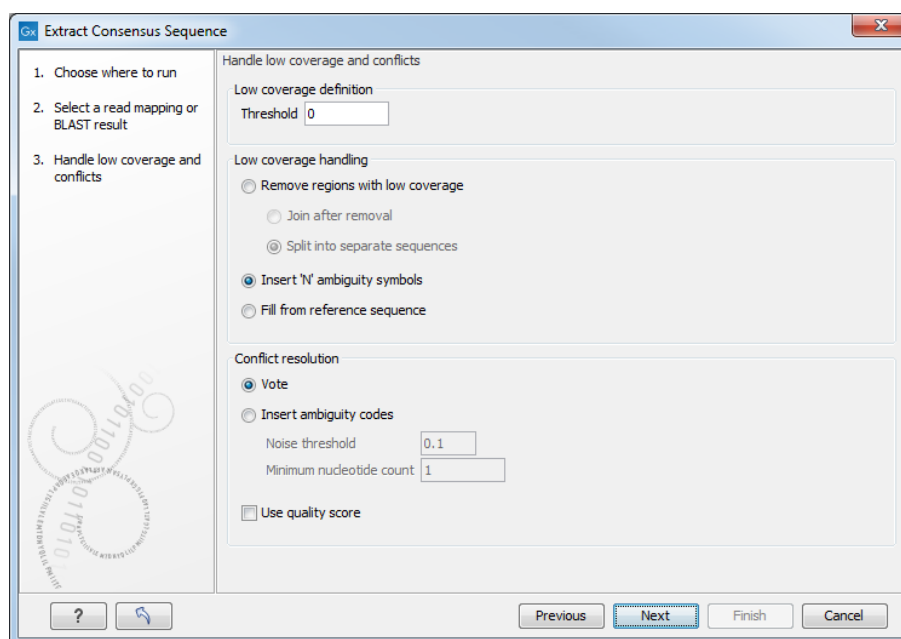 Gx Extract Consensus Sequence
1. Choose where to run
2. Select a read mapping or
BLAST result
3. Handle low coverage and
conflicts
Handle low coverage and conflicts
Low coverage definition
Threshold 0
Low coverage handling
Remove regions with low coverage
Join after removal
Split into separate sequences
Insert 'N' ambiguity symbols
Fill from reference sequence
Conflict resolution
Vote
Insert ambiguity codes
Noise threshold 0.1
Minimum nucleotide count 1
Use quality score
? Previous Next Finish Cancel